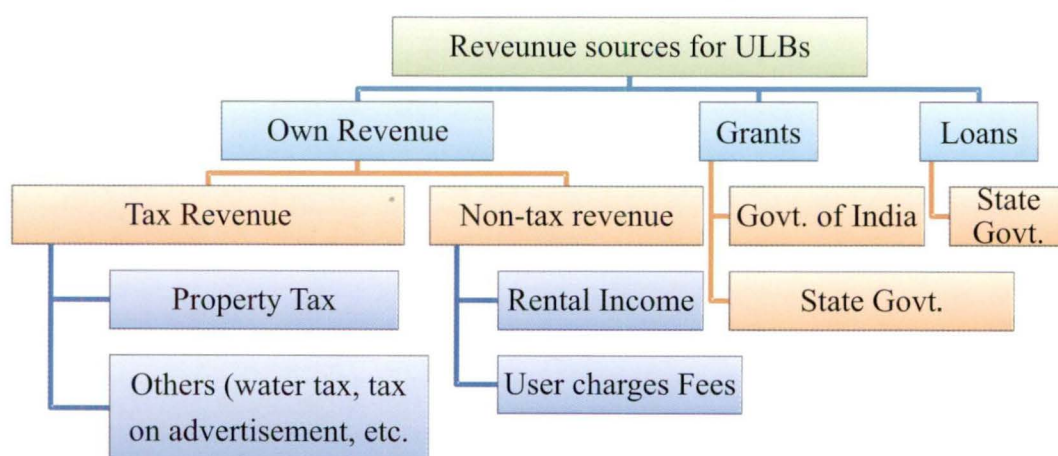 Reveunue sources for ULBs
Own Revenue
Grants
Loans
Tax Revenue
Non-tax revenue
Govt. of India
State
Govt.
Property Tax
Rental Income
State Govt.
Others (water tax, tax
on advertisement, etc.
User charges Fees